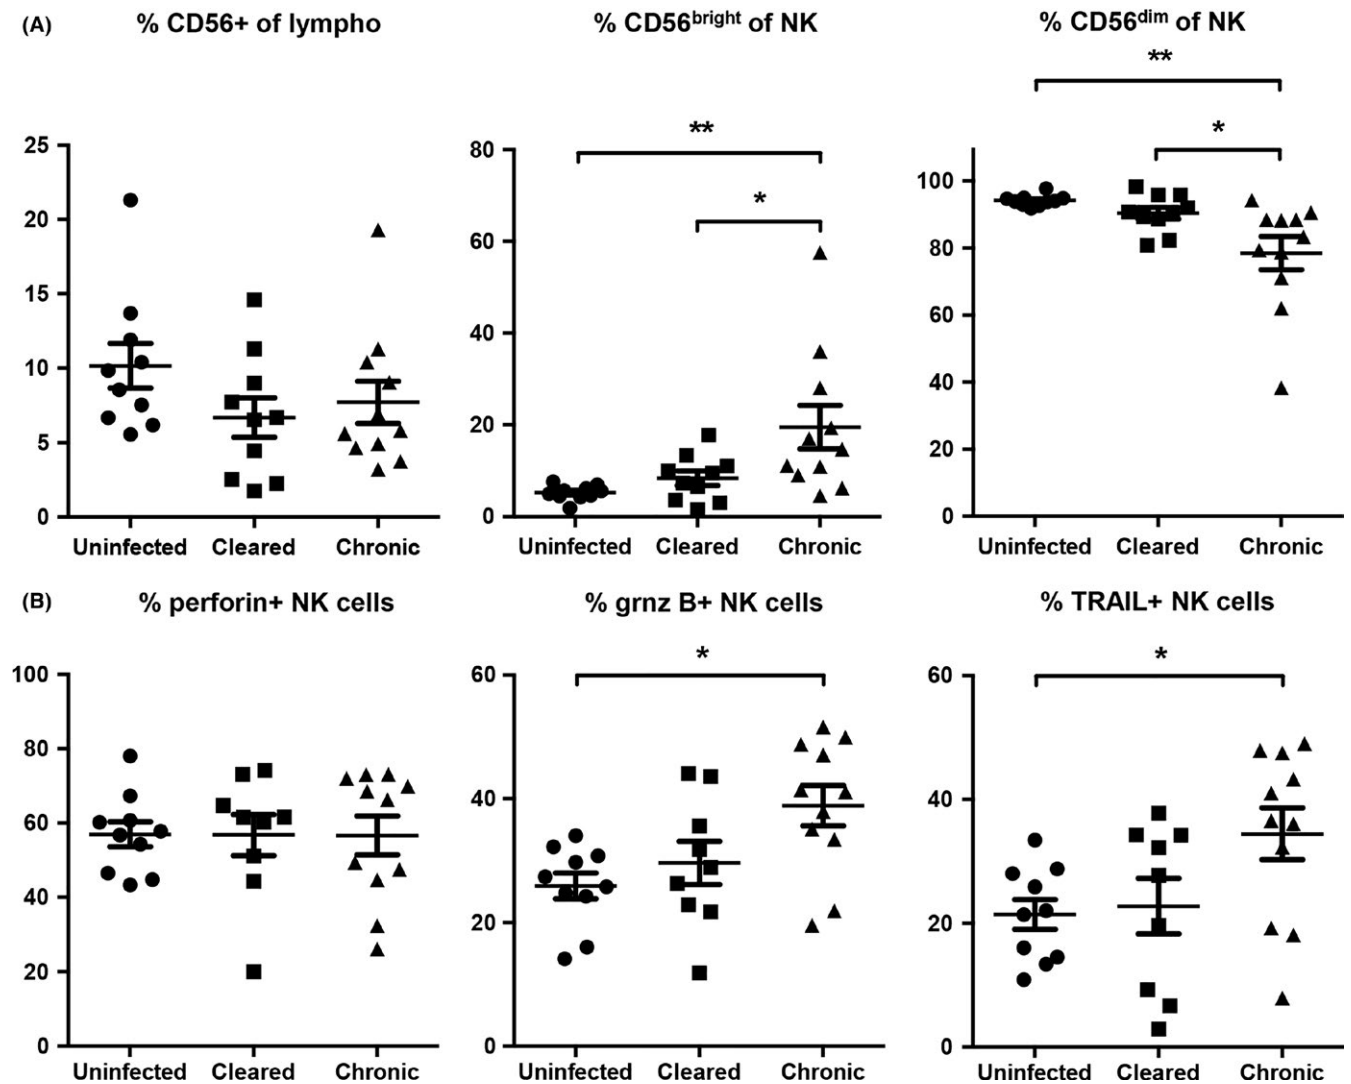 (A)
% CD56+ of lympho
% CD56bright of NK
% CD56dim of NK
**
*
**
*
25
20
15
10
5
0
80
60
40
20
0
100
80
60
40
20
0
Uninfected Cleared Chronic
Uninfected Cleared Chronic
Uninfected Cleared Chronic
(B)
% perforin+ NK cells
% grnz B+ NK cells
% TRAIL+ NK cells
*
*
100
80
60
40
20
0
60
40
20
0
60
40
20
0
Uninfected Cleared Chronic
Uninfected Cleared Chronic
Uninfected Cleared Chronic